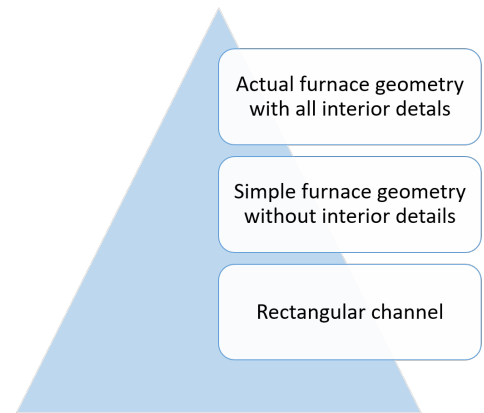 Actual furnace geometry
with all interior detals
Simple furnace geometry
without interior details
Rectangular channel